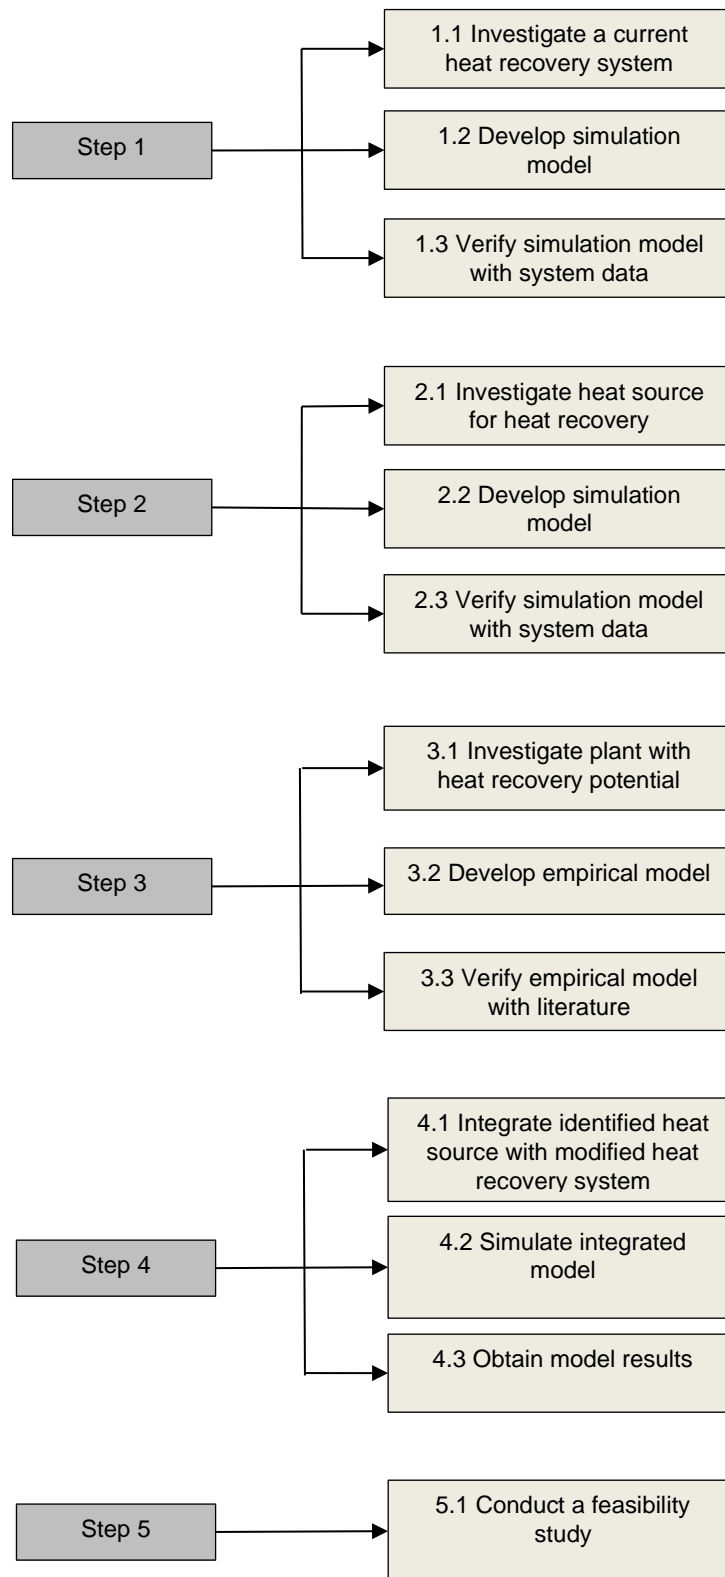 1.1 Investigate a current
heat recovery system
Step 1
1.2 Develop simulation
model
1.3 Verify simulation model
with system data
2.1 Investigate heat source
for heat recovery
Step 2
2.2 Develop simulation
model
2.3 Verify simulation model
with system data
3.1 Investigate plant with
heat recovery potential
Step 3
3.2 Develop empirical model
3.3 Verify empirical model
with literature
4.1 Integrate identified heat
source with modified heat
recovery system
Step 4
4.2 Simulate integrated
model
4.3 Obtain model results
Step 5
5.1 Conduct a feasibility
study